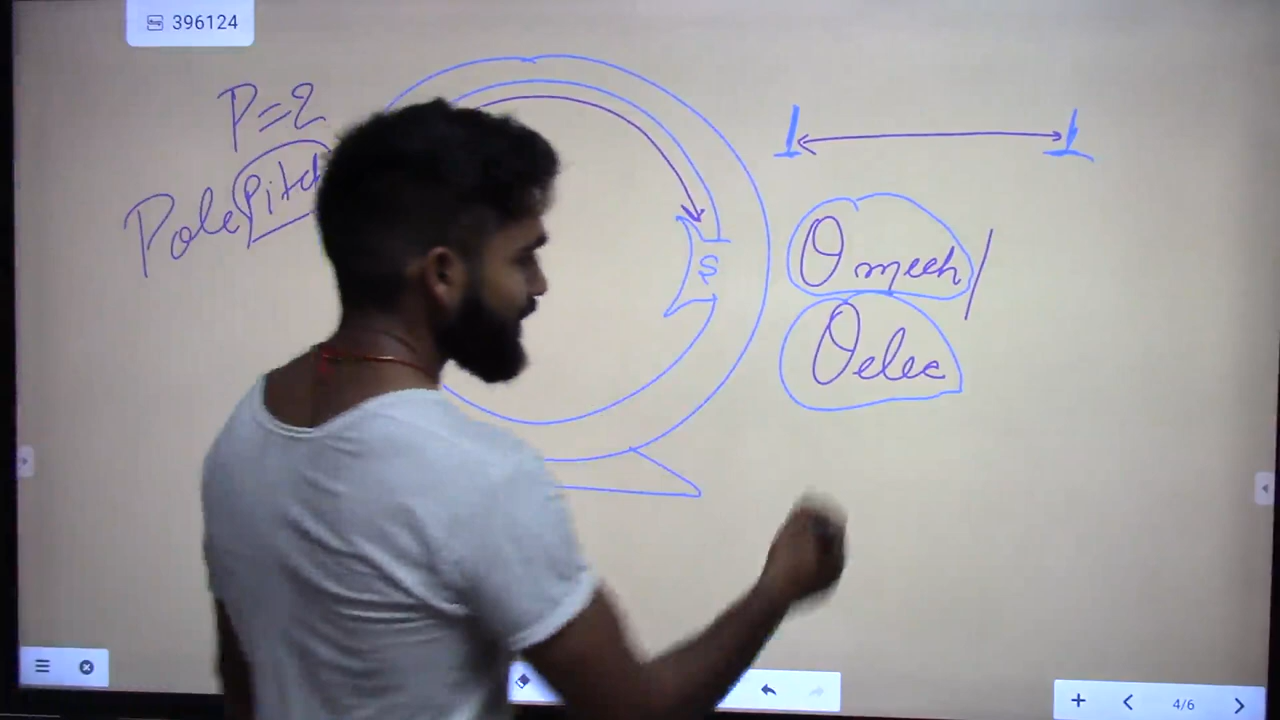 396124
P=2
Pole Pitch
S
θmech/
θelec
4/6